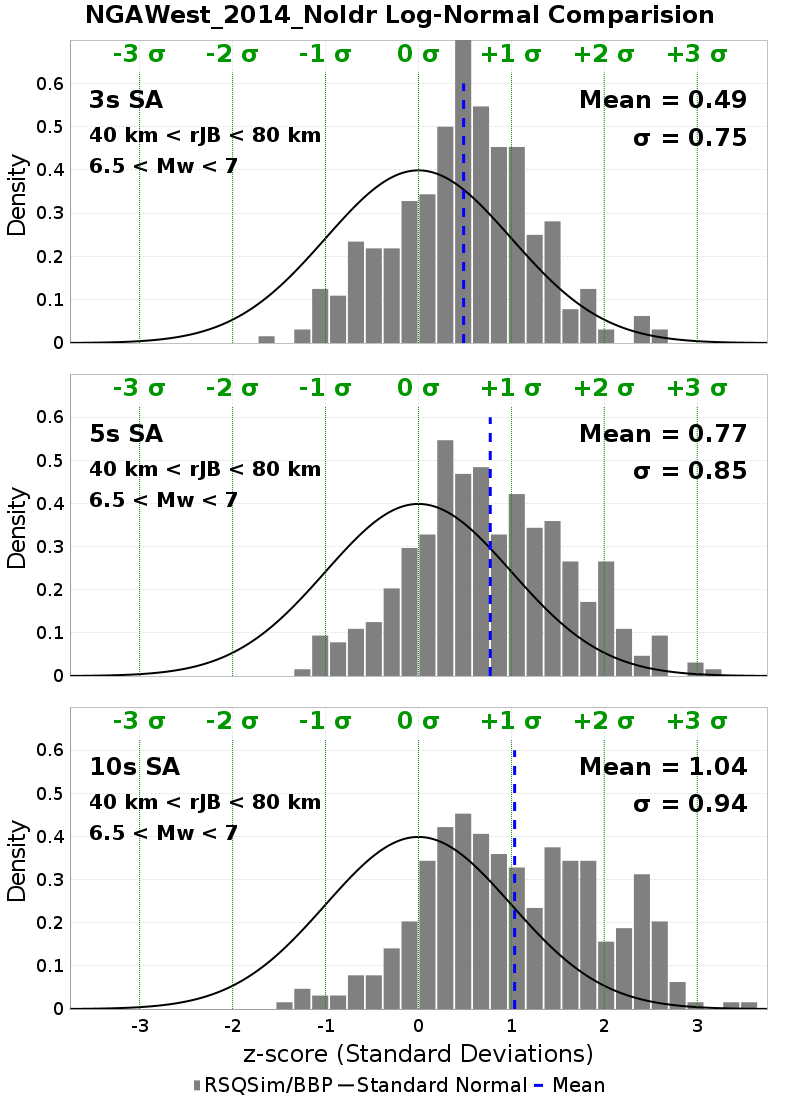 NGAWest_2014_NoIdr Log-Normal Comparision
-3 σ -2 σ -1 σ 0 σ +1 σ +2 σ +3 σ
3s SA
Mean = 0.49
40 km < rJB < 80 km
σ = 0.75
6.5 < Mw < 7
Density
0.6
0.5
0.4
0.3
0.2
0.1
0
-3 σ -2 σ -1 σ 0 σ +1 σ +2 σ +3 σ
5s SA
Mean = 0.77
40 km < rJB < 80 km
σ = 0.85
6.5 < Mw < 7
Density
0.6
0.5
0.4
0.3
0.2
0.1
0
-3 σ -2 σ -1 σ 0 σ +1 σ +2 σ +3 σ
10s SA
Mean = 1.04
40 km < rJB < 80 km
σ = 0.94
6.5 < Mw < 7
Density
0.6
0.5
0.4
0.3
0.2
0.1
0
-3 -2 -1 0 1 2 3
z-score (Standard Deviations)
RSQSim/BBP Standard Normal Mean